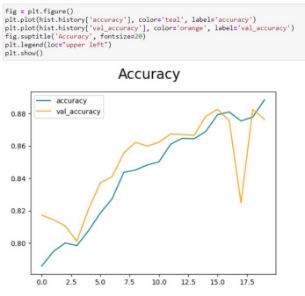 fig = plt.figure()
plt.plot(hist.history['accuracy'], color='teal', label='accuracy')
plt.plot(hist.history['val_accuracy'], color='orange', label='val_accuracy')
fig.suptitle('Accuracy', fontsize=20)
plt.legend(loc="upper left")
plt.show()
Accuracy
accuracy
val_accuracy
0.88
0.86
0.84
0.82
0.80
0.0 2.5 5.0 7.5 10.0 12.5 15.0 17.5